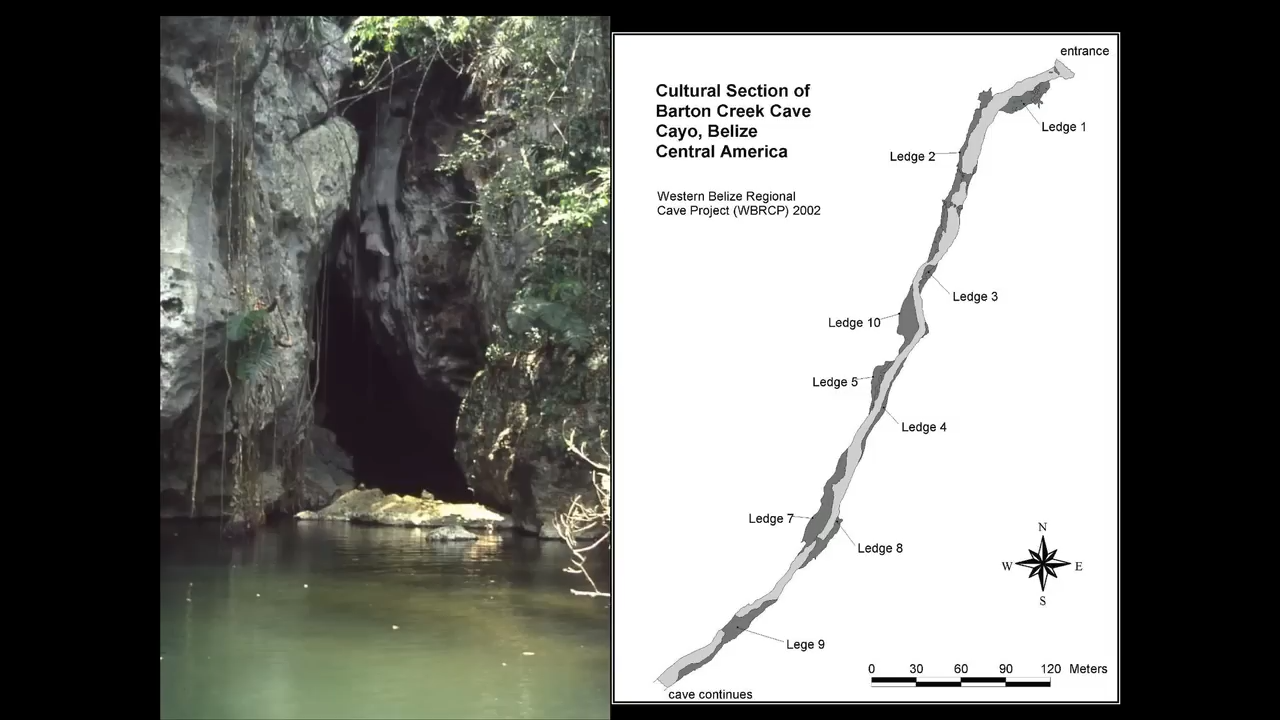 entrance
Cultural Section of
Barton Creek Cave
Cayo, Belize
Central America
Ledge 1
Ledge 2
Western Belize Regional
Cave Project (WBRCP) 2002
Ledge 3
Ledge 10
Ledge 5
Ledge 4
Ledge 7
Ledge 8
N
W
E
S
Lege 9
0 30 60 90 120 Meters
cave continues